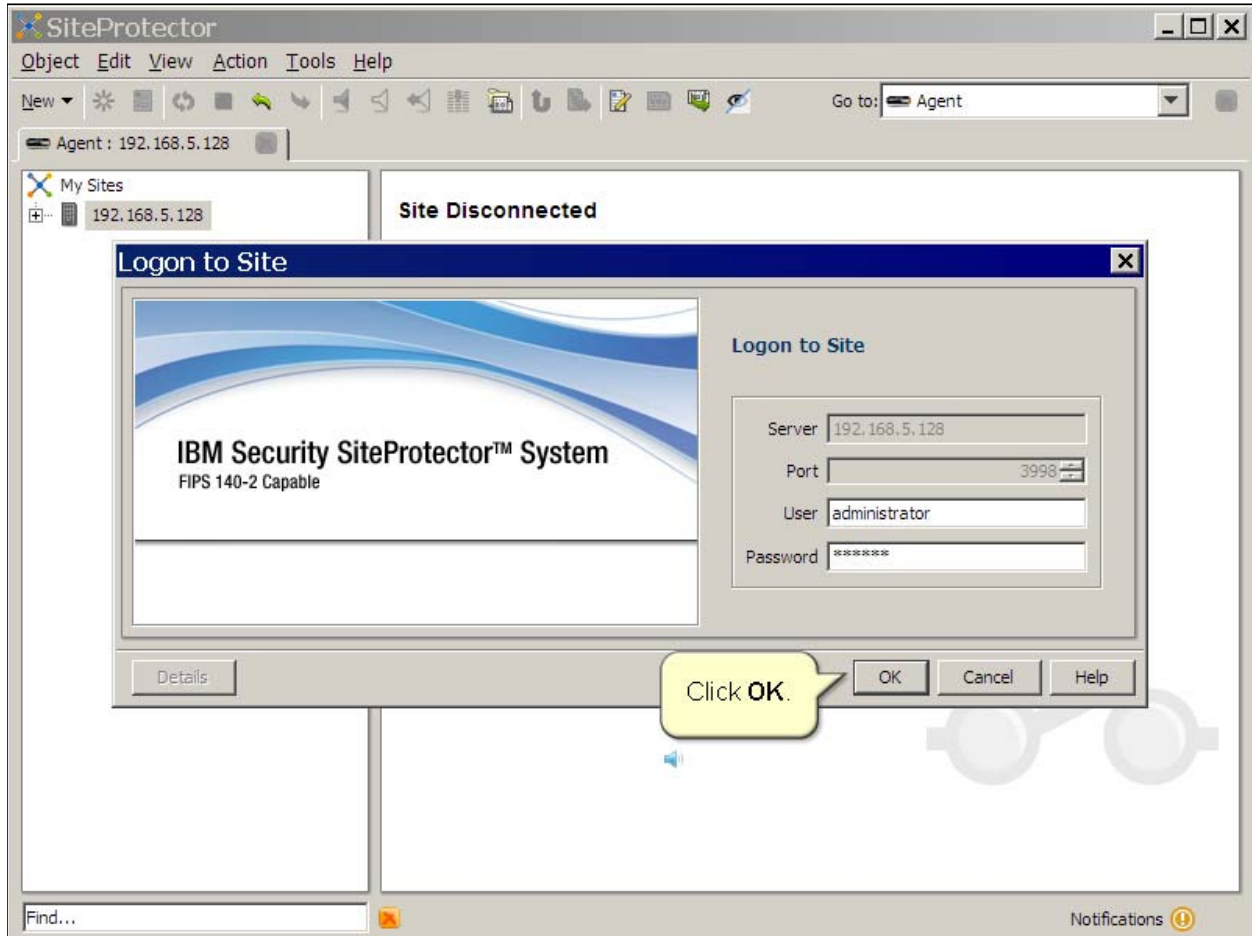 SiteProtector
Object Edit View Action Tools Help
New Go to: Agent
Agent : 192.168.5.128
My Sites
192.168.5.128
Site Disconnected
Logon to Site
IBM Security SiteProtector™ System
FIPS 140-2 Capable
Logon to Site
Server 192.168.5.128
Port 3998
User administrator
Password ******
Details
Click OK.
OK Cancel Help
Find...
Notifications